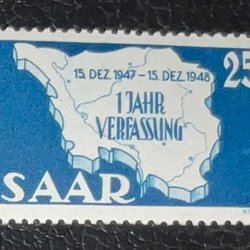 15. DEZ. 1947 - 15. DEZ. 1948
25
1 JAHR
VERFASSUNG
SAAR